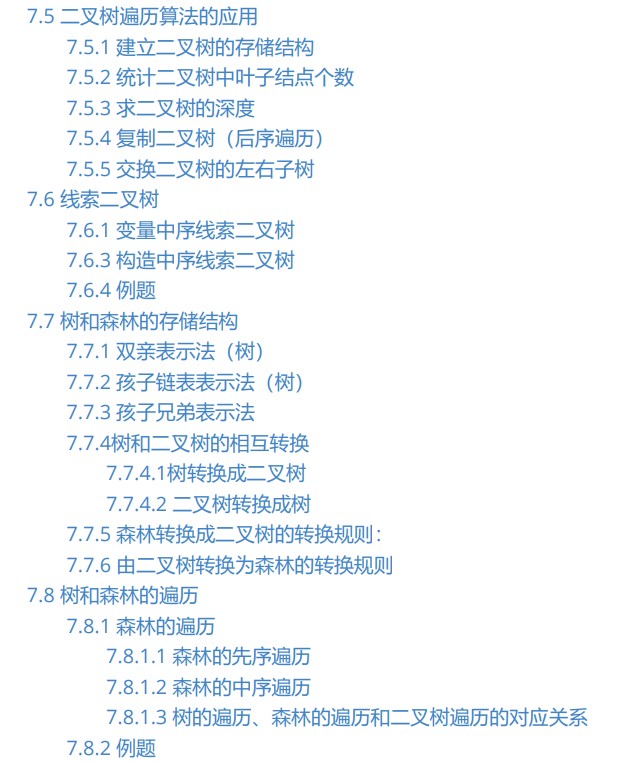 7.5 二叉树遍历算法的应用
7.5.1 建立二叉树的存储结构
7.5.2 统计二叉树中叶子结点个数
7.5.3 求二叉树的深度
7.5.4 复制二叉树（后序遍历）
7.5.5 交换二叉树的左右子树
7.6 线索二叉树
7.6.1 变量中序线索二叉树
7.6.3 构造中序线索二叉树
7.6.4 例题
7.7 树和森林的存储结构
7.7.1 双亲表示法（树）
7.7.2 孩子链表表示法（树）
7.7.3 孩子兄弟表示法
7.7.4树和二叉树的相互转换
7.7.4.1树转换成二叉树
7.7.4.2 二叉树转换成树
7.7.5 森林转换成二叉树的转换规则：
7.7.6 由二叉树转换为森林的转换规则
7.8 树和森林的遍历
7.8.1 森林的遍历
7.8.1.1 森林的先序遍历
7.8.1.2 森林的中序遍历
7.8.1.3 树的遍历、森林的遍历和二叉树遍历的对应关系
7.8.2 例题